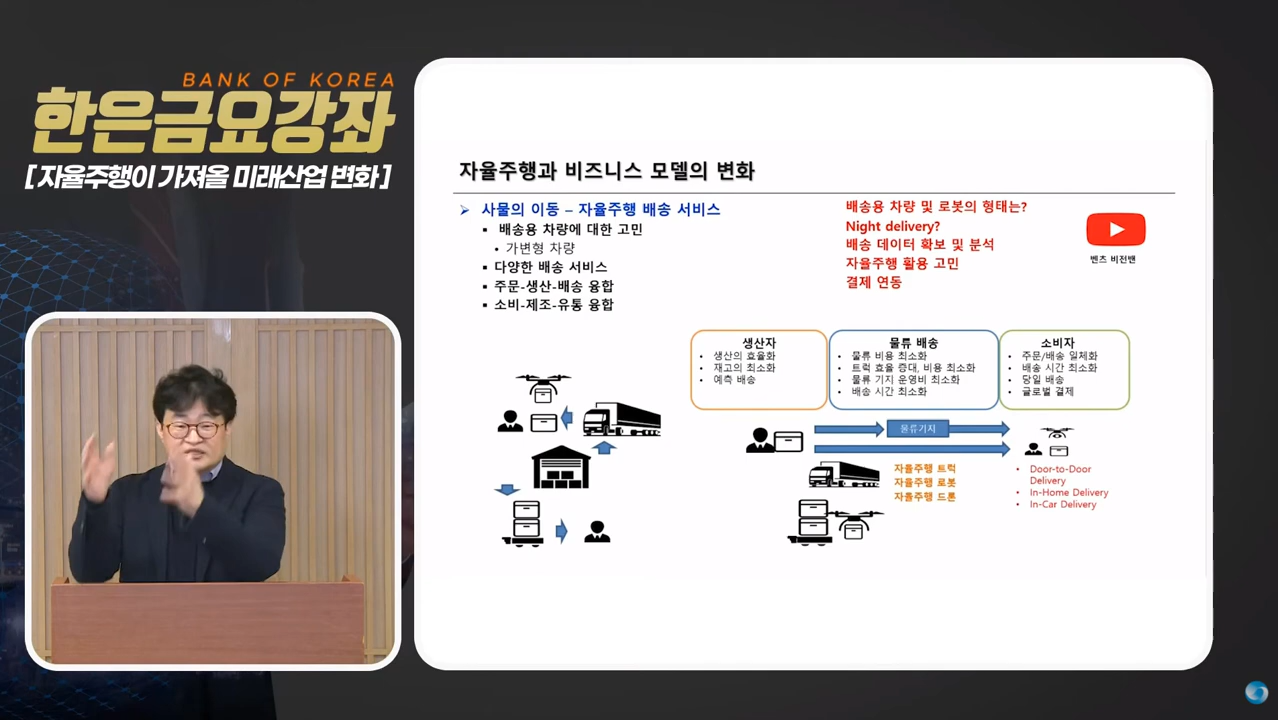 BANK OF KOREA
한은금요강좌
[자율주행이 가져올 미래산업 변화]
자율주행과 비즈니스 모델의 변화
➢ 사물의 이동 – 자율주행 배송 서비스
▪ 배송용 차량에 대한 고민
• 가변형 차량
▪ 다양한 배송 서비스
▪ 주문-생산-배송 융합
▪ 소비-제조-유통 융합
배송용 차량 및 로봇의 형태는?
Night delivery?
배송 데이터 확보 및 분석
자율주행 활용 고민
결제 연동
벤츠 비전밴
생산자
• 생산의 효율화
• 재고의 최소화
• 예측 배송
물류 배송
• 물류 비용 최소화
• 트럭 효율 증대, 비용 최소화
• 물류 기지 운영비 최소화
• 배송 시간 최소화
소비자
• 주문/배송 일체화
• 배송 시간 최소화
• 당일 배송
• 글로벌 결제
물류기지
자율주행 트럭
자율주행 로봇
자율주행 드론
• Door-to-Door
Delivery
• In-Home Delivery
• In-Car Delivery